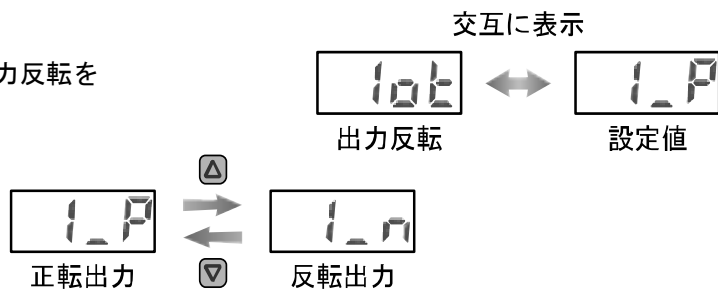 交互に表示
力反転を
1ot
1_P
出力反転
設定値
1_P
1_n
正転出力
反転出力